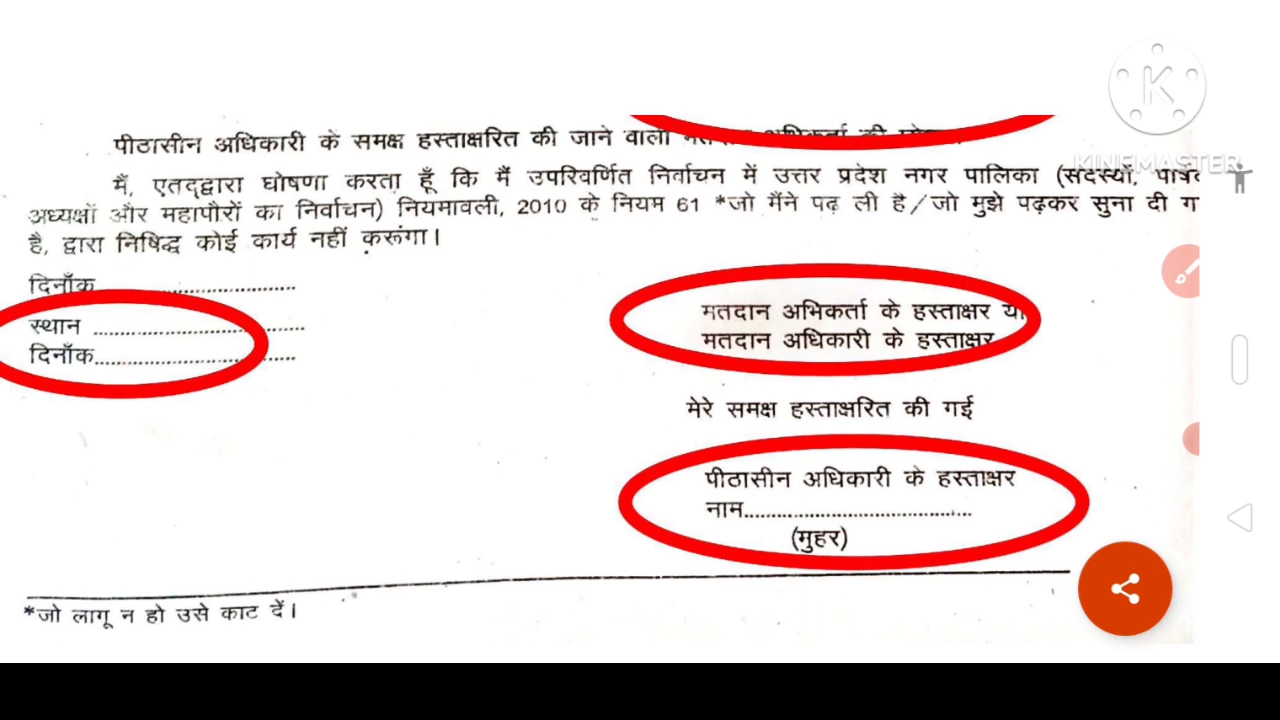 KINEMASTER
पीठासीन अधिकारी के समक्ष हस्ताक्षरित की जाने वाली
मैं, एतद्द्वारा घोषणा करता हूँ कि मैं उपरिवर्णित निर्वाचन में उत्तर प्रदेश नगर पालिका (सदस्यों,
अध्यक्षों और महापौरों का निर्वाचन) नियमावली, 2010 के नियम 61 *जो मैंने पढ़ ली है/जो मुझे पढ़कर सुना दी
है, द्वारा निषिद्ध कोई कार्य नहीं करूंगा।
दिनाँक..............................
स्थान ................................
दिनाँक..............................
मतदान अभिकर्ता के हस्ताक्षर या
मतदान अधिकारी के हस्ताक्षर
मेरे समक्ष हस्ताक्षरित की गई
पीठासीन अधिकारी के हस्ताक्षर
नाम.......................................
(मुहर)
*जो लागू न हो उसे काट दें।